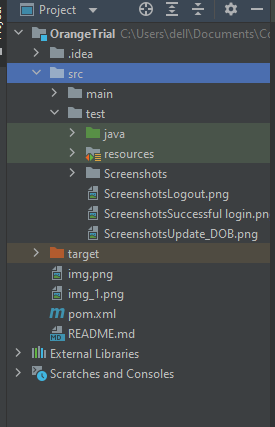 Project
OrangeTrial C:\Users\dell\Documents\Co
.idea
src
main
test
java
resources
Screenshots
ScreenshotsLogout.png
ScreenshotsSuccessful login.pn
ScreenshotsUpdate_DOB.png
target
img.png
img_1.png
pom.xml
README.md
External Libraries
Scratches and Consoles